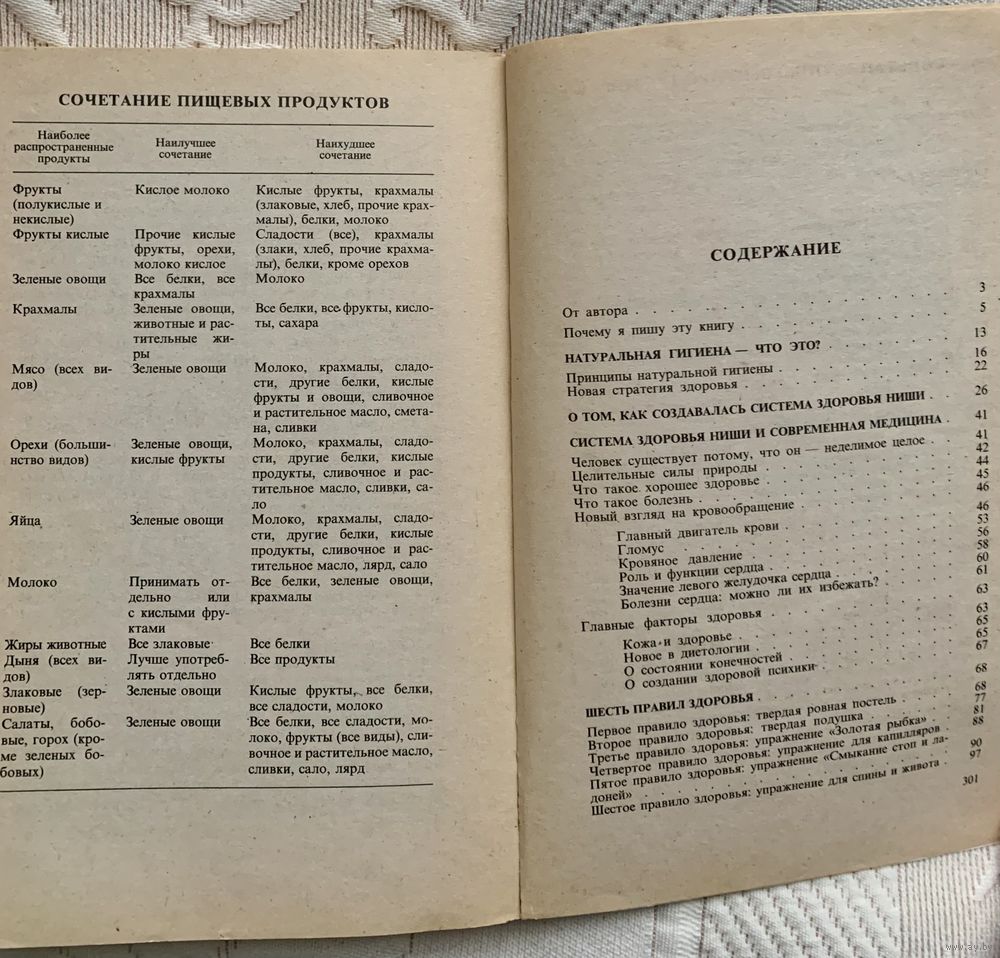 СОЧЕТАНИЕ ПИЩЕВЫХ ПРОДУКТОВ
Наиболее
распространенные
продукты
Наилучшее
сочетание
Наихудшее
сочетание
Фрукты
(полукислые и
некислые)
Кислое молоко
Кислые фрукты, крахмалы
(злаковые, хлеб, прочие крах-
малы), белки, молоко
Фрукты кислые
Прочие кислые
фрукты, орехи,
молоко кислое
Сладости (все), крахмалы
(злаки, хлеб, прочие крахма-
лы), белки, кроме орехов
Зеленые овощи
Все белки, все
крахмалы
Молоко
Крахмалы
Зеленые овощи,
животные и рас-
тительные жи-
ры
Все белки, все фрукты, кисло-
ты, сахара
Мясо (всех ви-
дов)
Зеленые овощи
Молоко, крахмалы, сладо-
сти, другие белки, кислые
фрукты и овощи, сливочное
и растительное масло, смета-
на, сливки
Орехи (больши-
нство видов)
Зеленые овощи,
кислые фрукты
Молоко, крахмалы, сладо-
сти, другие белки, кислые
продукты, сливочное и рас-
тительное масло, сливки, са-
ло
Яйца
Зеленые овощи
Молоко, крахмалы, сладо-
сти, другие белки, кислые
продукты, сливочное и рас-
тительное масло, лярд, сало
Молоко
Принимать от-
дельно или
с кислыми фру-
ктами
Все белки, зеленые овощи,
крахмалы
Жиры животные
Все злаковые
Все белки
Дыня (всех ви-
дов)
Лучше употреб-
лять отдельно
Все продукты
Злаковые (зер-
новые)
Зеленые овощи
Кислые фрукты, все белки,
все сладости, молоко
Салаты, бобо-
вые, горох (кро-
ме зеленых бо-
бовых)
Зеленые овощи
Все белки, все сладости, мо-
локо, фрукты (все виды), сли-
вочное и растительное масло,
сливки, сало, лярд
СОДЕРЖАНИЕ
От автора . . . 3
Почему я пишу эту книгу . . . 5
НАТУРАЛЬНАЯ ГИГИЕНА — ЧТО ЭТО? . . . 13
Принципы натуральной гигиены . . . 16
Новая стратегия здоровья . . . 22
О ТОМ, КАК СОЗДАВАЛАСЬ СИСТЕМА ЗДОРОВЬЯ НИШИ . . 26
СИСТЕМА ЗДОРОВЬЯ НИШИ И СОВРЕМЕННАЯ МЕДИЦИНА . 41
Человек существует потому, что он — неделимое целое . . 41
Целительные силы природы . . . 42
Что такое хорошее здоровье . . . 44
Что такое болезнь . . . 45
Новый взгляд на кровообращение . . . 46
Главный двигатель крови . . . 46
Гломус . . . 53
Кровяное давление . . . 56
Роль и функции сердца . . . 58
Значение левого желудочка сердца . . . 60
Болезни сердца: можно ли их избежать? . . . 61
Главные факторы здоровья . . . 63
Кожа и здоровье . . . 63
Новое в диетологии . . . 65
О состоянии конечностей . . . 65
О создании здоровой психики . . . 67
ШЕСТЬ ПРАВИЛ ЗДОРОВЬЯ . . . 68
Первое правило здоровья: твердая ровная постель . . . 68
Второе правило здоровья: твердая подушка . . . 77
Третье правило здоровья: упражнение «Золотая рыбка» . . 81
Четвертое правило здоровья: упражнение для капилляров . 88
Пятое правило здоровья: упражнение «Смыкание стоп и ла-
доней» . . . 90
Шестое правило здоровья: упражнение для спины и живота . 97
301
www.ay.by